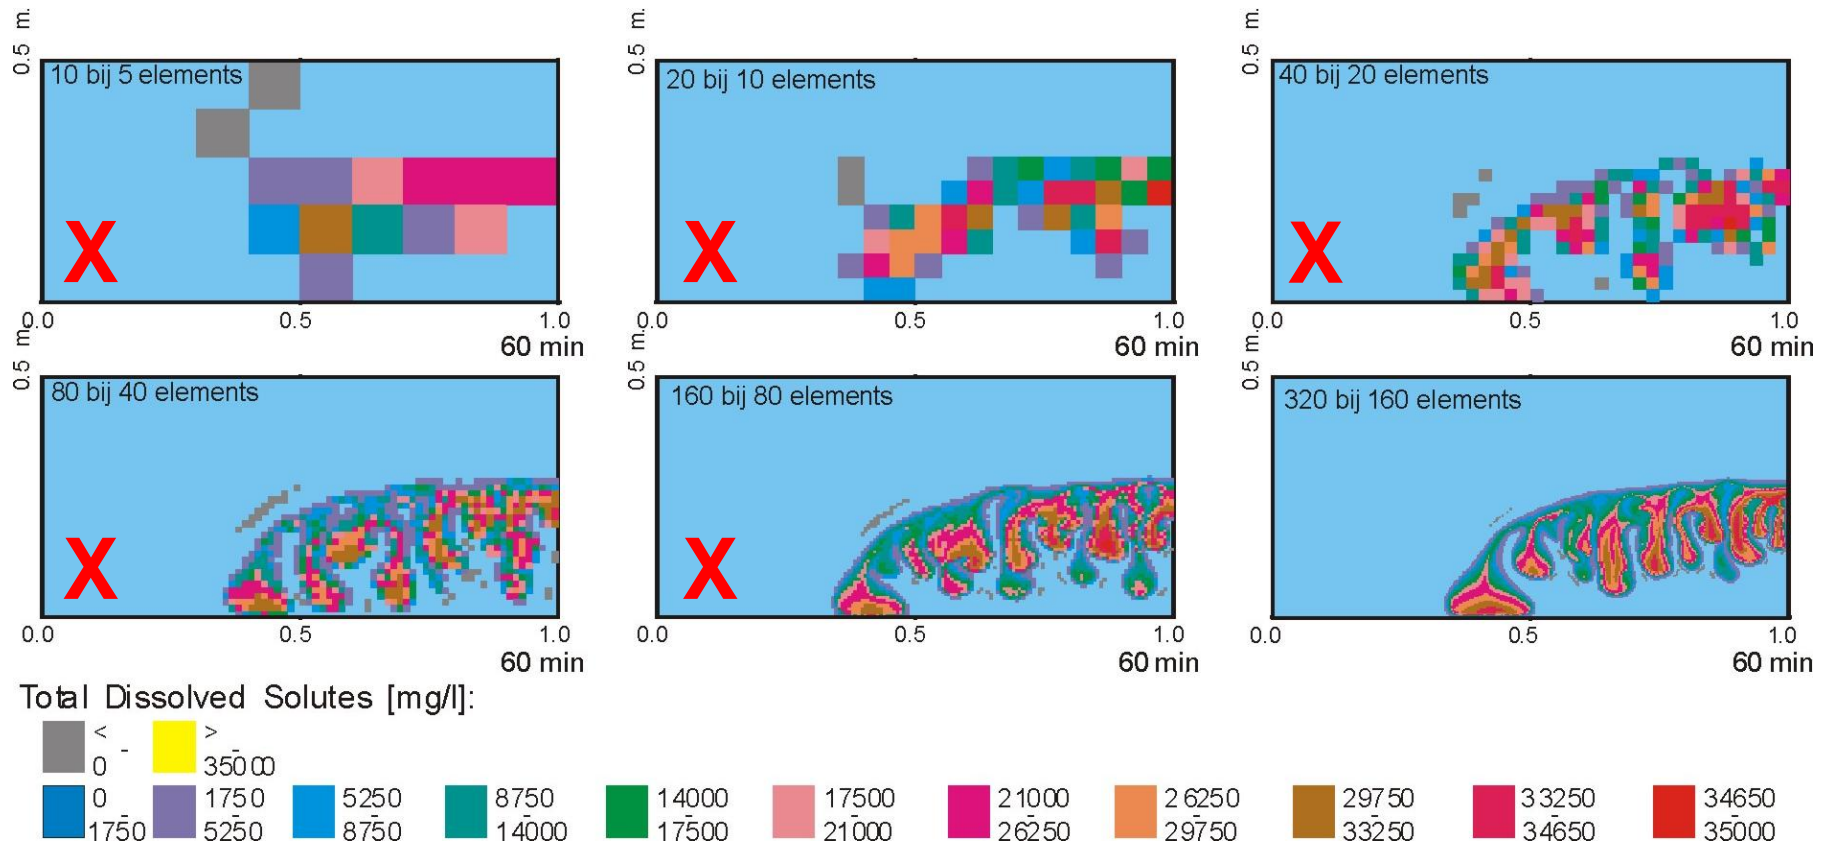 0.5 m.
10 bij 5 elements
X
0.0 0.5 1.0
60 min
0.5 m.
20 bij 10 elements
X
0.0 0.5 1.0
60 min
0.5 m.
40 bij 20 elements
X
0.0 0.5 1.0
60 min
0.5 m.
80 bij 40 elements
X
0.0 0.5 1.0
60 min
0.5 m.
160 bij 80 elements
X
0.0 0.5 1.0
60 min
0.5 m.
320 bij 160 elements
0.0 0.5 1.0
60 min
Total Dissolved Solutes [mg/l]:
< - 0
> - 35000
0 - 1750
1750 - 5250
5250 - 8750
8750 - 14000
14000 - 17500
17500 - 21000
21000 - 26250
26250 - 29750
29750 - 33250
33250 - 34650
34650 - 35000